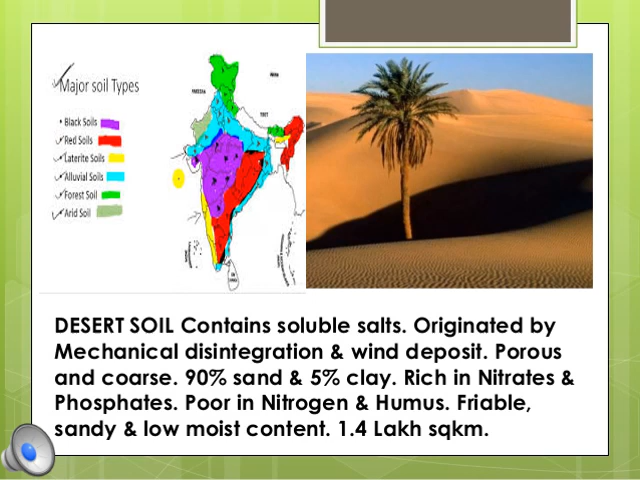 Major soil Types
• Black Soils
Red Soils
Laterite Soils
Alluvial Soils
Forest Soil
Arid Soil
TIBET
DESERT SOIL Contains soluble salts. Originated by
Mechanical disintegration & wind deposit. Porous
and coarse. 90% sand & 5% clay. Rich in Nitrates &
Phosphates. Poor in Nitrogen & Humus. Friable,
sandy & low moist content. 1.4 Lakh sqkm.